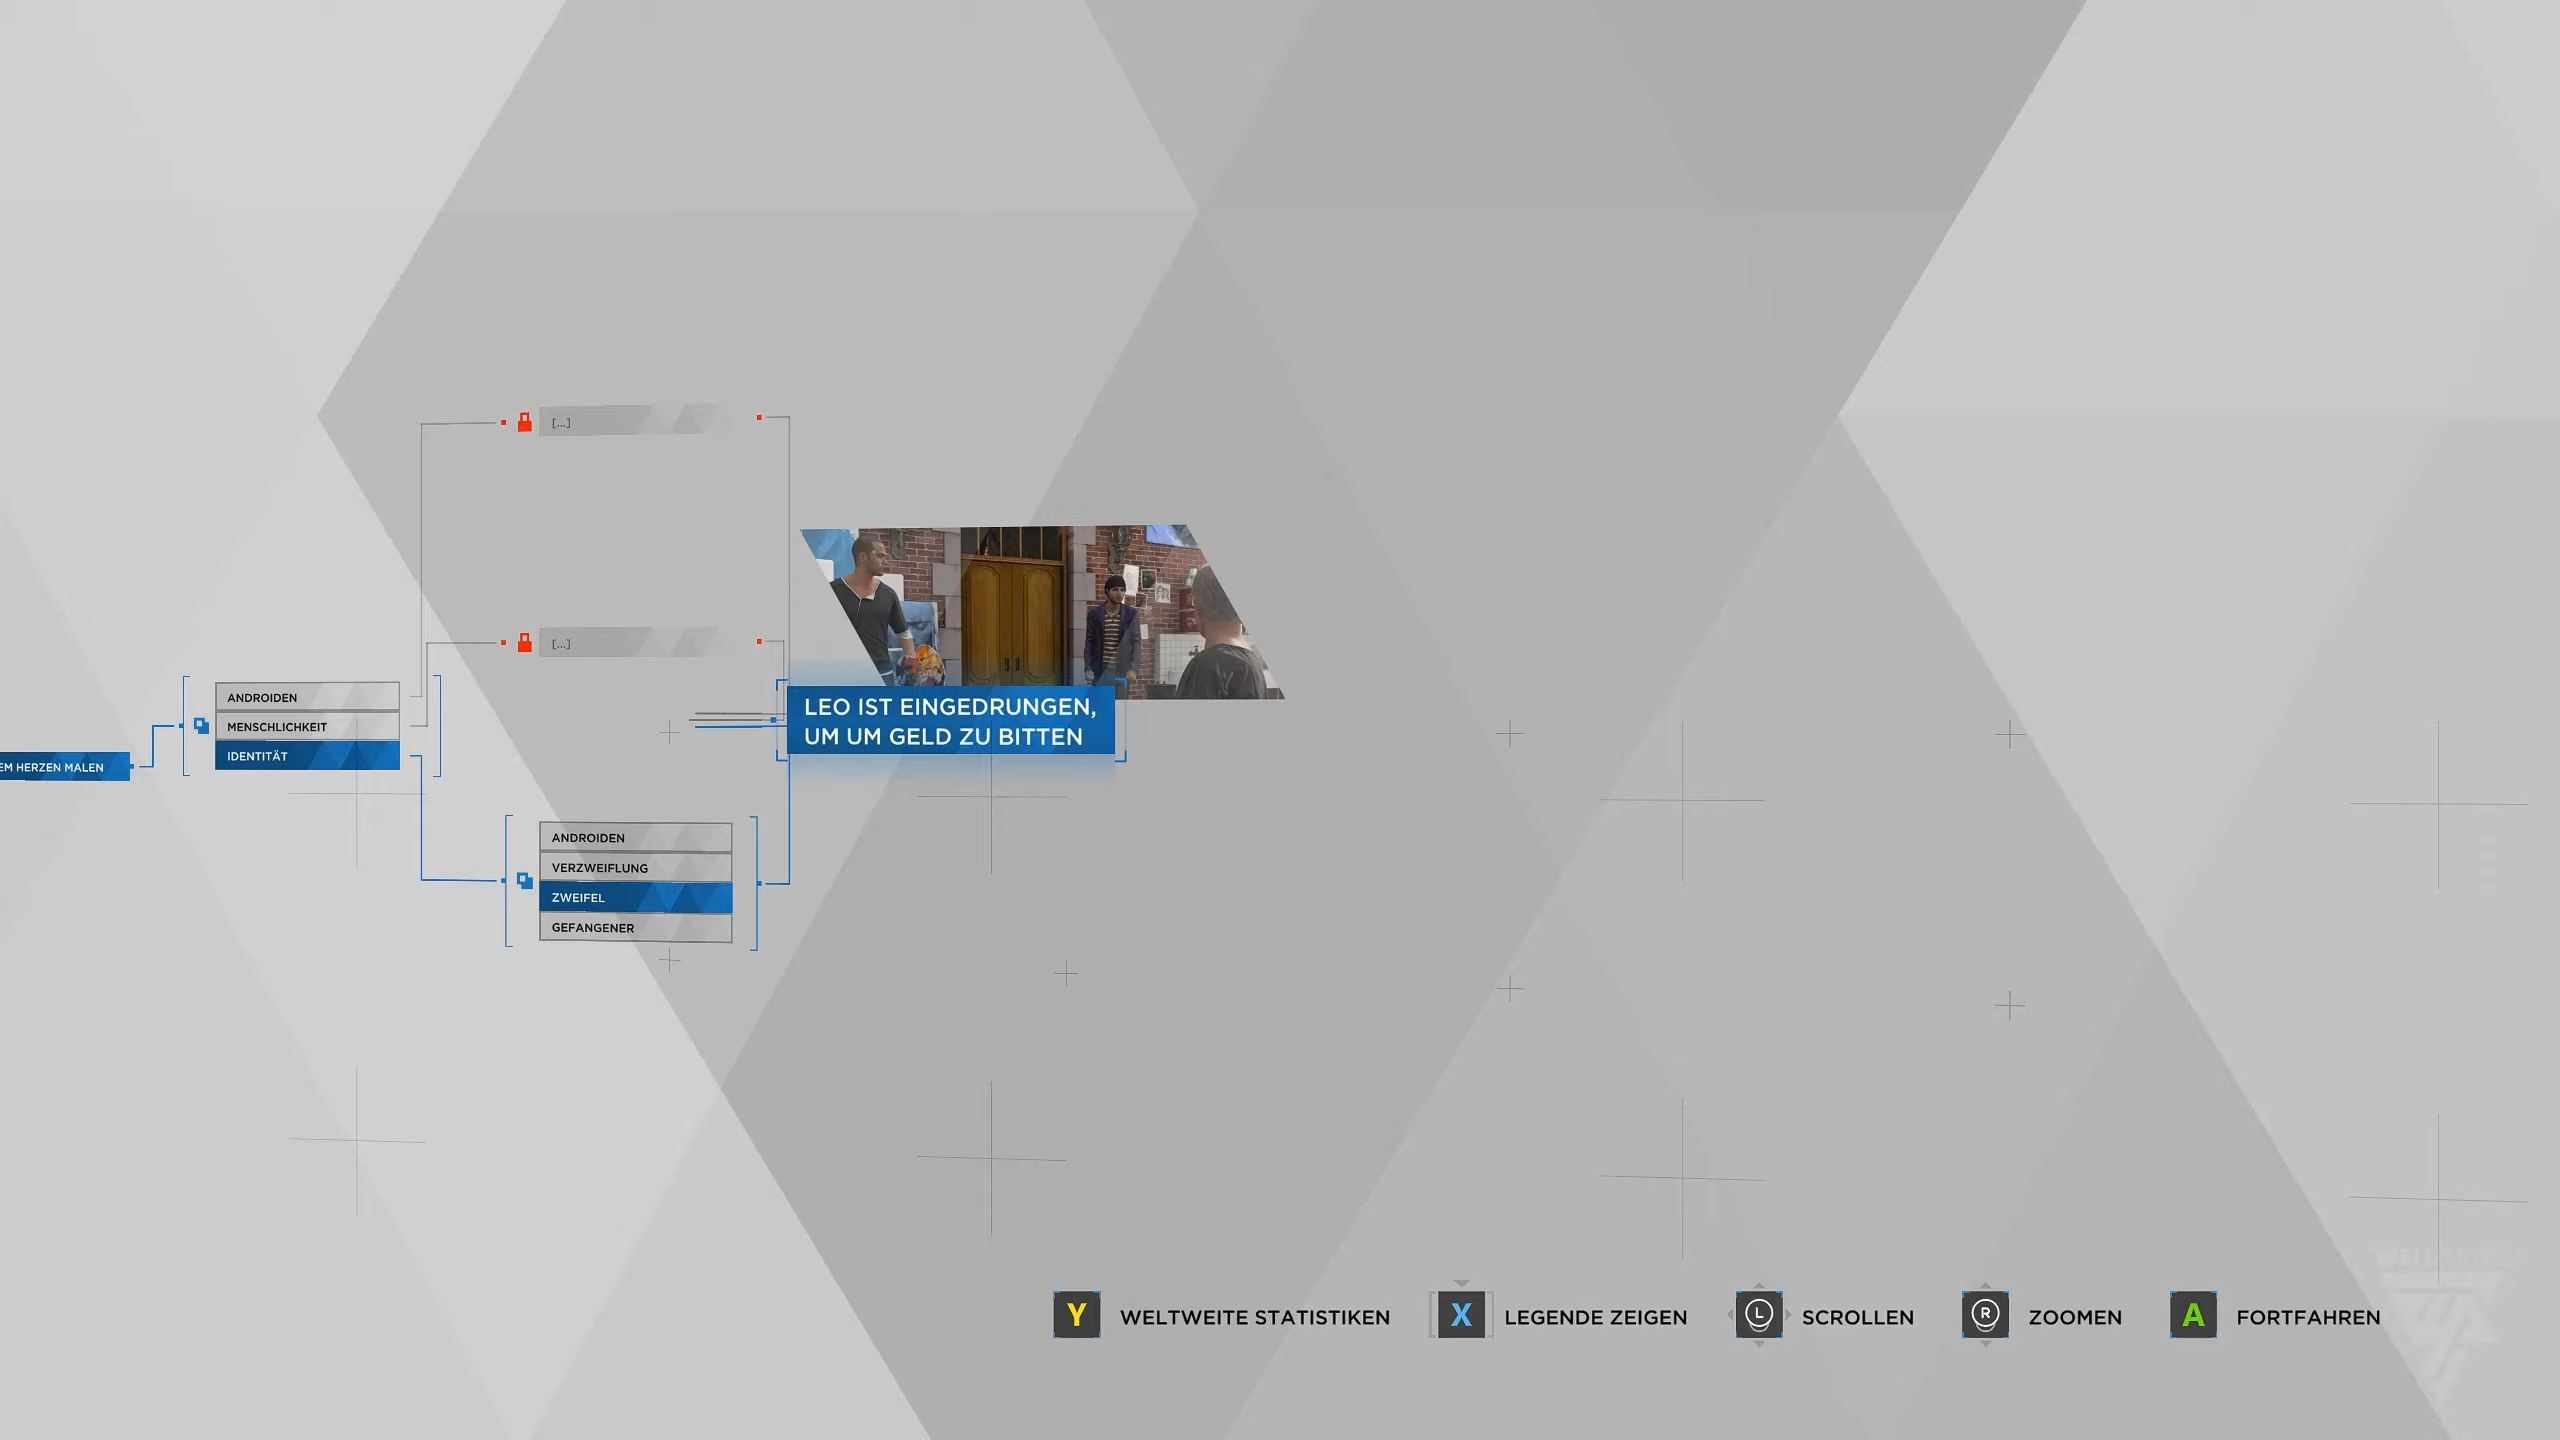 [...]
[...]
ANDROIDEN
MENSCHLICHKEIT
IDENTITÄT
EM HERZEN MALEN
LEO IST EINGEDRUNGEN,
UM UM GELD ZU BITTEN
ANDROIDEN
VERZWEIFLUNG
ZWEIFEL
GEFANGENER
Y WELTWEITE STATISTIKEN X LEGENDE ZEIGEN L SCROLLEN R ZOOMEN A FORTFAHREN